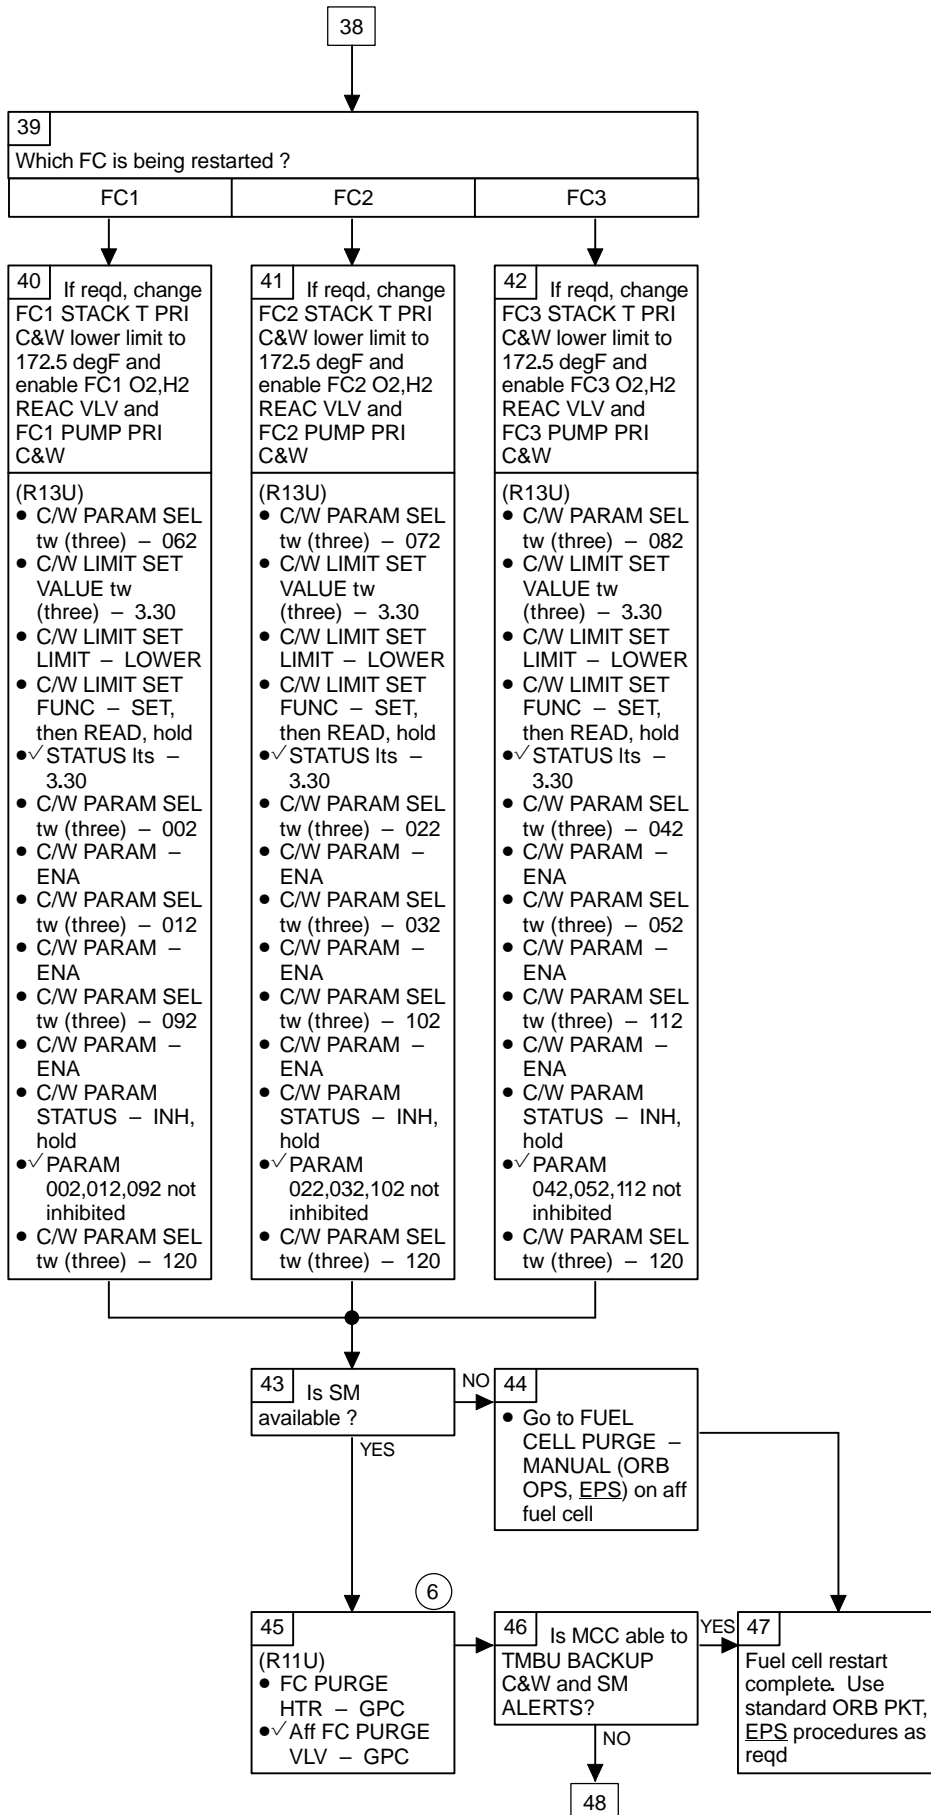 38
39
Which FC is being restarted ?
FC1
FC2
FC3
40 If reqd, change
FC1 STACK T PRI
C&W lower limit to
172.5 degF and
enable FC1 O2,H2
REAC VLV and
FC1 PUMP PRI
C&W
(R13U)
• C/W PARAM SEL
tw (three) – 062
• C/W LIMIT SET
VALUE tw
(three) – 3.30
• C/W LIMIT SET
LIMIT – LOWER
• C/W LIMIT SET
FUNC – SET,
then READ, hold
•√ STATUS lts –
3.30
• C/W PARAM SEL
tw (three) – 002
• C/W PARAM –
ENA
• C/W PARAM SEL
tw (three) – 012
• C/W PARAM –
ENA
• C/W PARAM SEL
tw (three) – 092
• C/W PARAM –
ENA
• C/W PARAM
STATUS – INH,
hold
•√ PARAM
002,012,092 not
inhibited
• C/W PARAM SEL
tw (three) – 120
41 If reqd, change
FC2 STACK T PRI
C&W lower limit to
172.5 degF and
enable FC2 O2,H2
REAC VLV and
FC2 PUMP PRI
C&W
(R13U)
• C/W PARAM SEL
tw (three) – 072
• C/W LIMIT SET
VALUE tw
(three) – 3.30
• C/W LIMIT SET
LIMIT – LOWER
• C/W LIMIT SET
FUNC – SET,
then READ, hold
•√ STATUS lts –
3.30
• C/W PARAM SEL
tw (three) – 022
• C/W PARAM –
ENA
• C/W PARAM SEL
tw (three) – 032
• C/W PARAM –
ENA
• C/W PARAM SEL
tw (three) – 102
• C/W PARAM –
ENA
• C/W PARAM
STATUS – INH,
hold
•√ PARAM
022,032,102 not
inhibited
• C/W PARAM SEL
tw (three) – 120
42 If reqd, change
FC3 STACK T PRI
C&W lower limit to
172.5 degF and
enable FC3 O2,H2
REAC VLV and
FC3 PUMP PRI
C&W
(R13U)
• C/W PARAM SEL
tw (three) – 082
• C/W LIMIT SET
VALUE tw
(three) – 3.30
• C/W LIMIT SET
LIMIT – LOWER
• C/W LIMIT SET
FUNC – SET,
then READ, hold
•√ STATUS lts –
3.30
• C/W PARAM SEL
tw (three) – 042
• C/W PARAM –
ENA
• C/W PARAM SEL
tw (three) – 052
• C/W PARAM –
ENA
• C/W PARAM SEL
tw (three) – 112
• C/W PARAM –
ENA
• C/W PARAM
STATUS – INH,
hold
•√ PARAM
042,052,112 not
inhibited
• C/W PARAM SEL
tw (three) – 120
43 Is SM
available ?
NO
YES
44
• Go to FUEL
CELL PURGE –
MANUAL (ORB
OPS, EPS) on aff
fuel cell
6
45
(R11U)
• FC PURGE
HTR – GPC
•√ Aff FC PURGE
VLV – GPC
46 Is MCC able to
TMBU BACKUP
C&W and SM
ALERTS?
YES
NO
47
Fuel cell restart
complete. Use
standard ORB PKT,
EPS procedures as
reqd
48